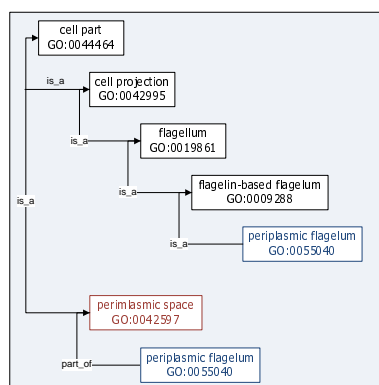 cell part
GO:0044464
is_a
cell projection
GO:0042995
is_a
flagellum
GO:0019861
is_a
flagelin-based flagelum
GO:0009288
is_a
periplasmic flagelum
GO:0055040
is_a
perimlasmic space
GO:0042597
part_of
periplasmic flagelum
GO:0055040